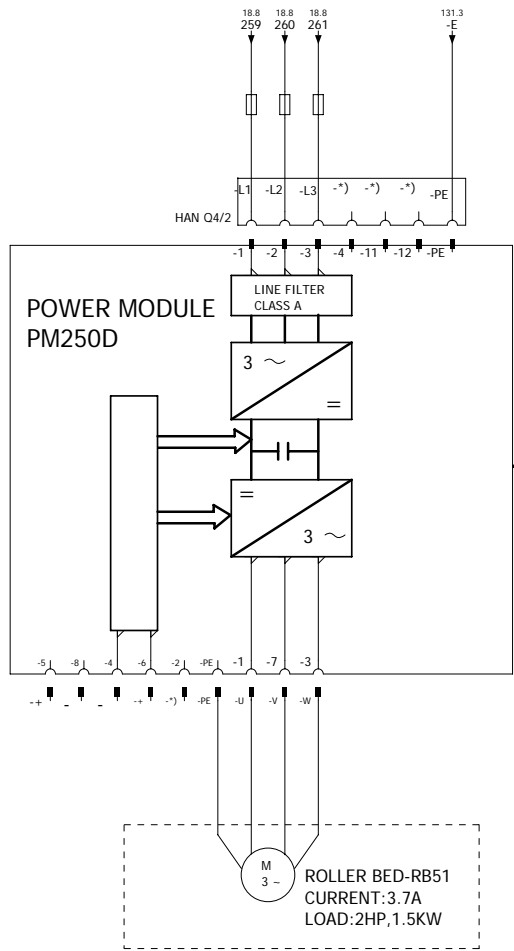 18.8 18.8 18.8 131.3
259 260 261 -E
-L1 -L2 -L3 -*) -*) -*) -PE
HAN Q4/2
-1 -2 -3 -4 -11 -12 -PE
LINE FILTER
CLASS A
POWER MODULE
PM250D
3 ~
=
=
3 ~
-5 -8 -4 -6 -2 -PE -1 -7 -3
-+ - - -+ -*) -PE -U -V -W
M
3 ~
ROLLER BED-RB51
CURRENT:3.7A
LOAD:2HP,1.5KW